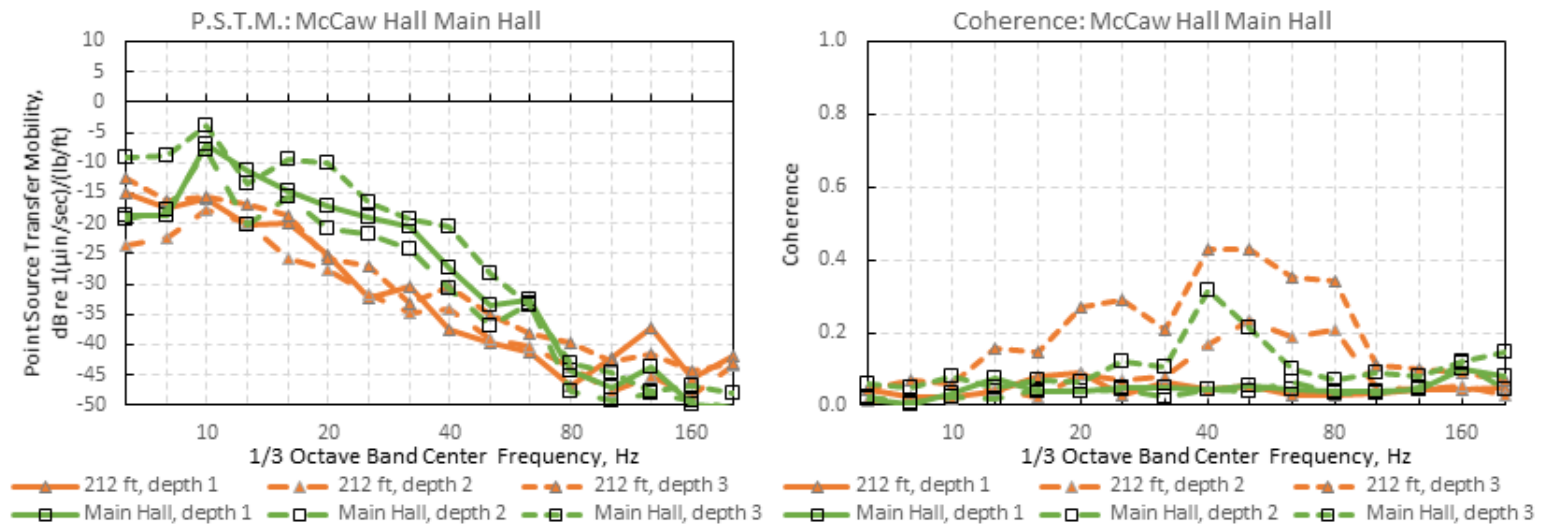 P.S.T.M.: McCaw Hall Main Hall
Point Source Transfer Mobility,
dB re 1(µin/sec)/(lb/ft)
10
5
0
-5
-10
-15
-20
-25
-30
-35
-40
-45
-50
10 20 40 80 160
1/3 Octave Band Center Frequency, Hz
212 ft, depth 1 212 ft, depth 2 212 ft, depth 3
Main Hall, depth 1 Main Hall, depth 2 Main Hall, depth 3
Coherence: McCaw Hall Main Hall
Coherence
1.0
0.8
0.6
0.4
0.2
0.0
10 20 40 80 160
1/3 Octave Band Center Frequency, Hz
212 ft, depth 1 212 ft, depth 2 212 ft, depth 3
Main Hall, depth 1 Main Hall, depth 2 Main Hall, depth 3